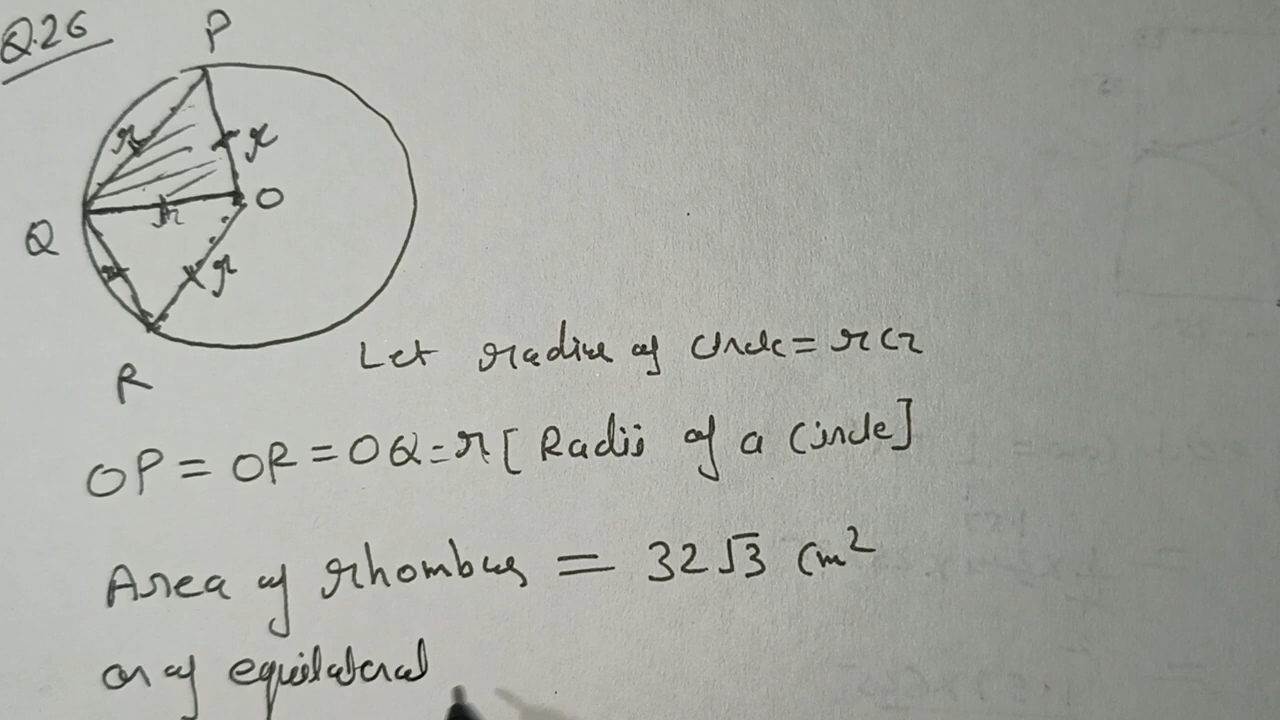 Q.26
P
r
r
O
r
Q
r
R
Let radius of circle = r cm
OP = OR = OQ = r [Radii of a Circle]
Area of rhombus = 32√3 cm²
ar of equilateral